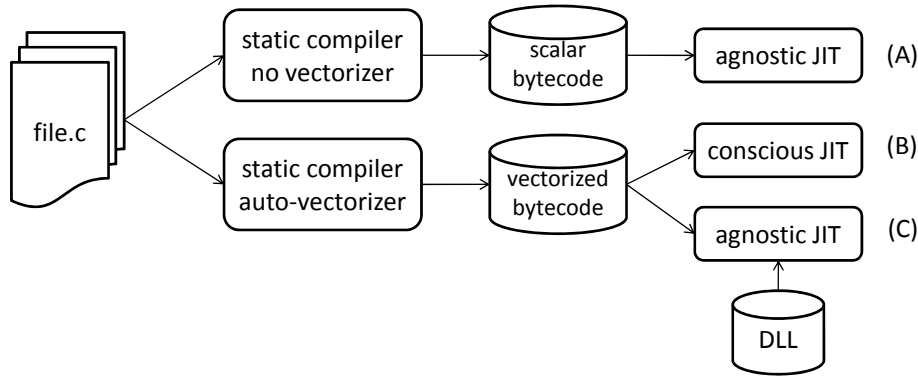 file.c
static compiler
no vectorizer
scalar
bytecode
agnostic JIT
(A)
static compiler
auto-vectorizer
vectorized
bytecode
conscious JIT
(B)
agnostic JIT
(C)
DLL